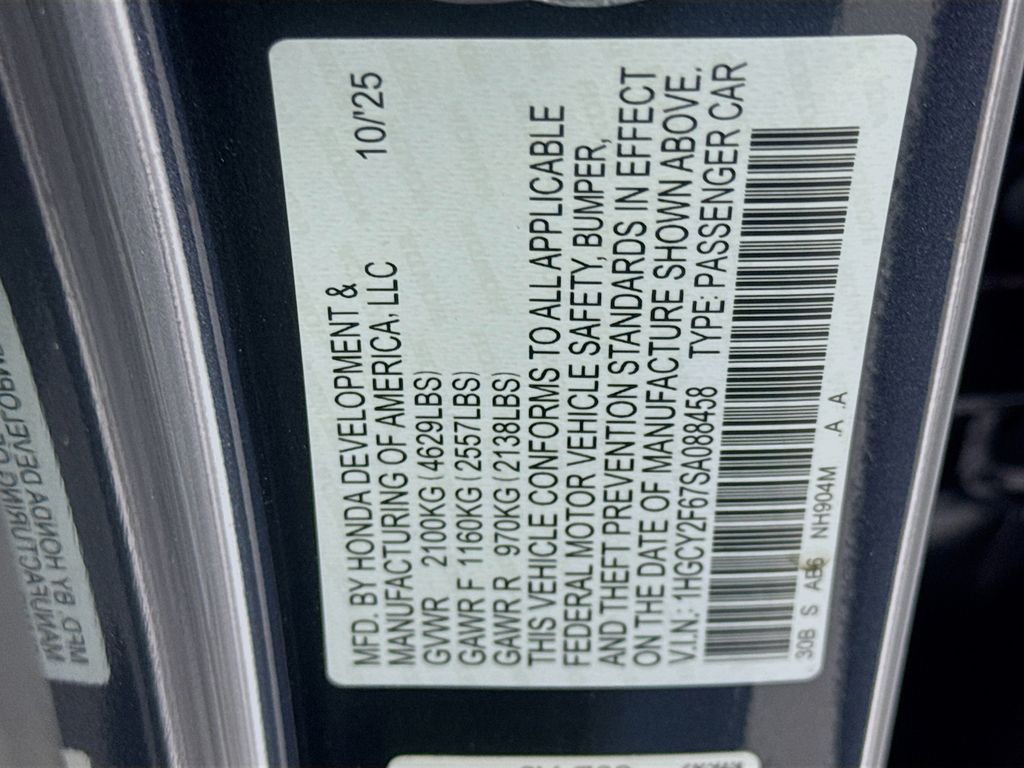 MFD. BY HONDA DEVELOPMENT &
MANUFACTURING OF AMERICA, LLC 10/'25
GVWR 2100KG (4629LBS)
GAWR F 1160KG (2557LBS)
GAWR R 970KG (2138LBS)
THIS VEHICLE CONFORMS TO ALL APPLICABLE
FEDERAL MOTOR VEHICLE SAFETY, BUMPER,
AND THEFT PREVENTION STANDARDS IN EFFECT
ON THE DATE OF MANUFACTURE SHOWN ABOVE.
V.I.N.: 1HGCY2F67SA088458 TYPE: PASSENGER CAR
30B S AB6 NH904M .A .A